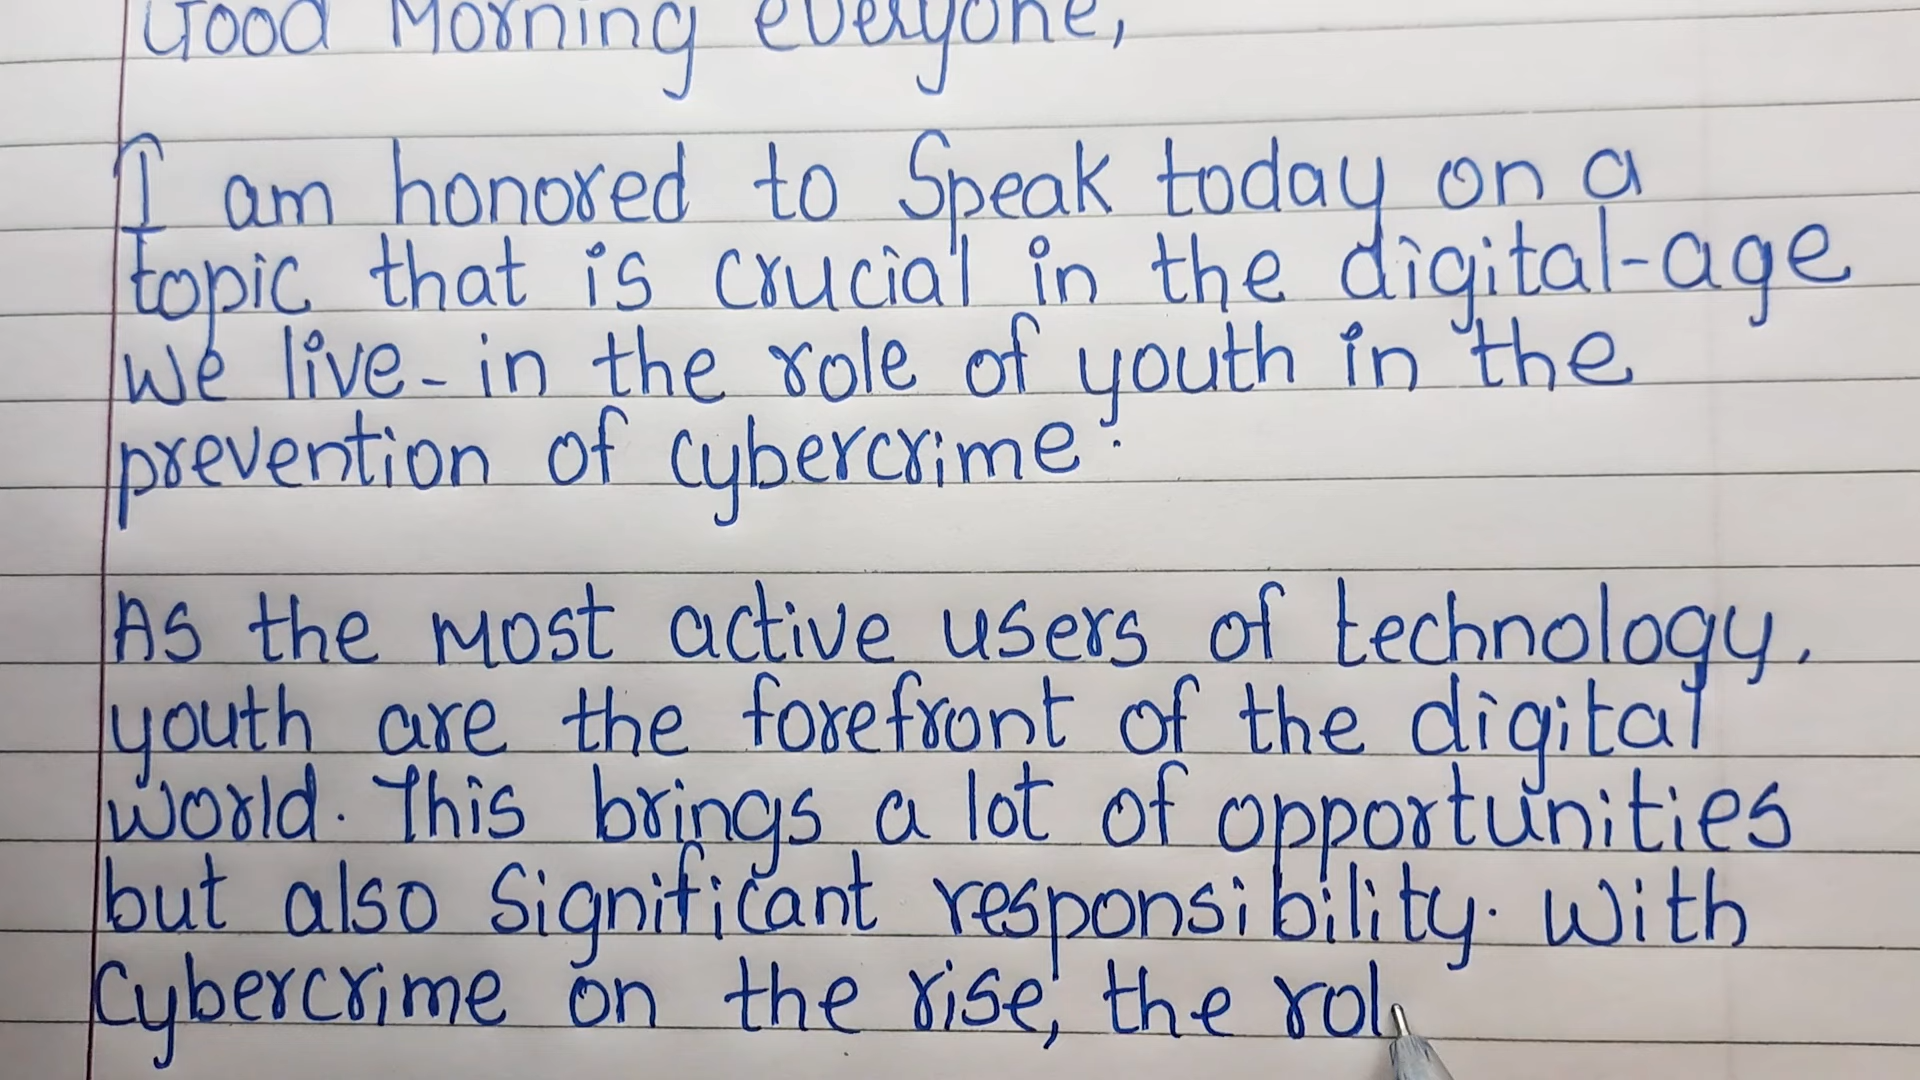 Good Morning everyone,
I am honored to Speak today on a
topic that is crucial in the digital-age
we live- in the role of youth in the
prevention of cybercrime.
As the most active users of technology,
youth are the forefront of the digital
world. This brings a lot of opportunities
but also significant responsibility. With
Cybercrime on the rise, the rol